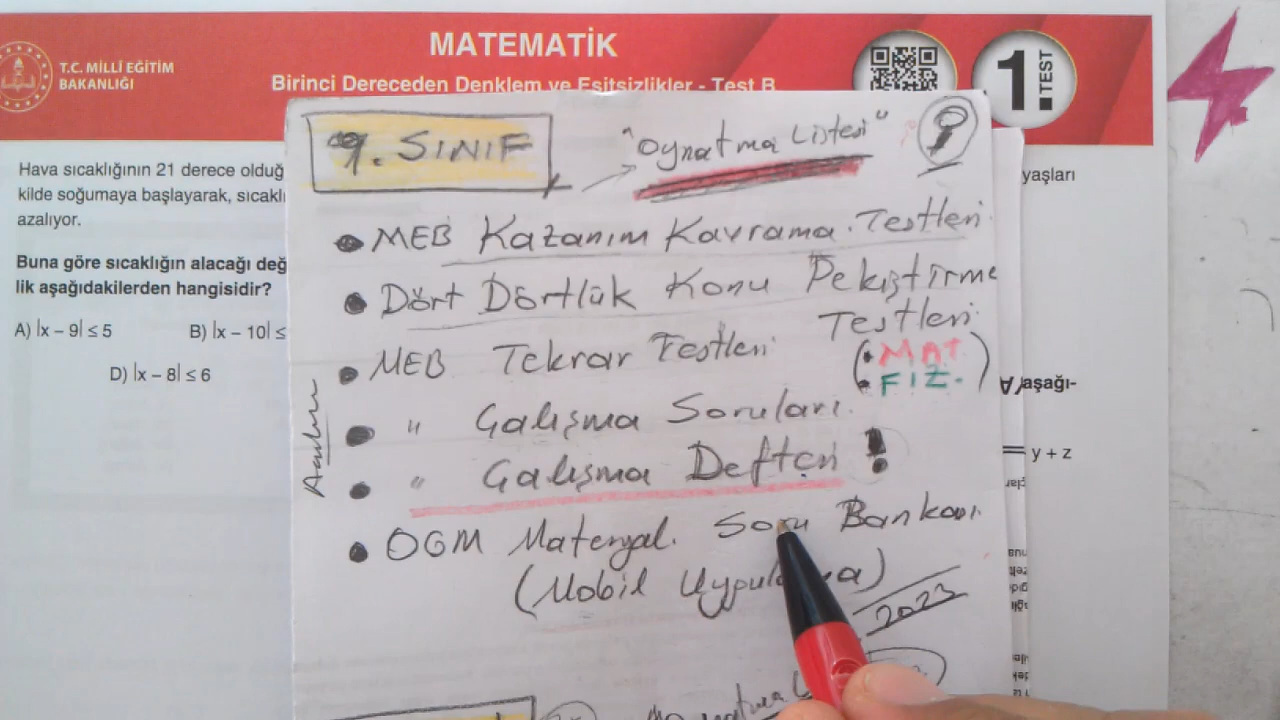 MATEMATİK
T.C. MİLLÎ EĞİTİM
BAKANLIĞI
Birinci Dereceden Denklem ve Eşitsizlikler - Test B
1.
TEST
Hava sıcaklığının 21 derece olduğ
kilde soğumaya başlayarak, sıcaklı
azalıyor.
Buna göre sıcaklığın alacağı değ
lik aşağıdakilerden hangisidir?
A) |x – 9| ≤ 5 B) |x – 10| ≤
D) |x – 8| ≤ 6
yaşları
aşağı-
y + z
9. SINIF
"Oynatma Listesi"
• MEB Kazanım Kavrama Testleri
• Dört Dörtlük Konu Pekiştirme
Testleri
• MEB Tekrar Testleri
(• MAT
• FİZ.)
• " Çalışma Soruları
• " Çalışma Defteri !
• OGM Materyal. Soru Bankası
(Mobil Uygulama)
2023